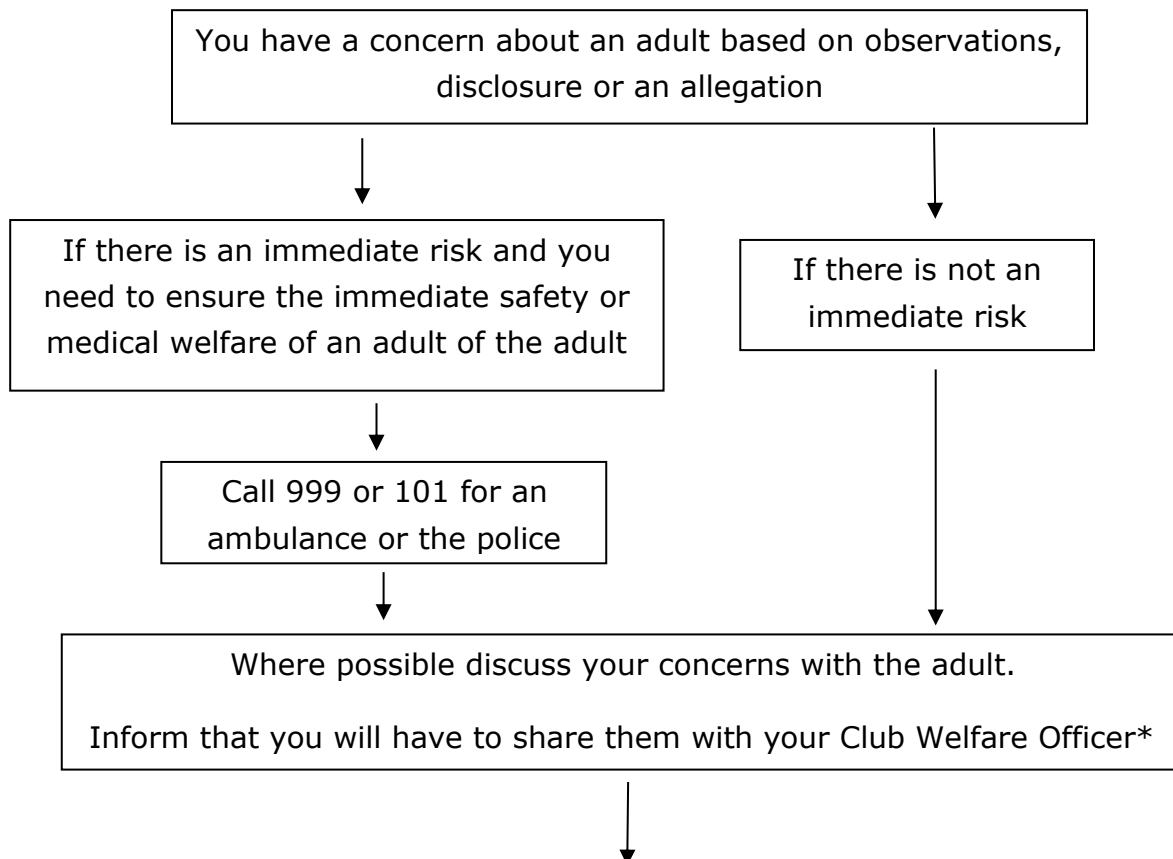 You have a concern about an adult based on observations,
disclosure or an allegation
If there is an immediate risk and you
need to ensure the immediate safety or
medical welfare of an adult of the adult
If there is not an
immediate risk
Call 999 or 101 for an
ambulance or the police
Where possible discuss your concerns with the adult.
Inform that you will have to share them with your Club Welfare Officer*